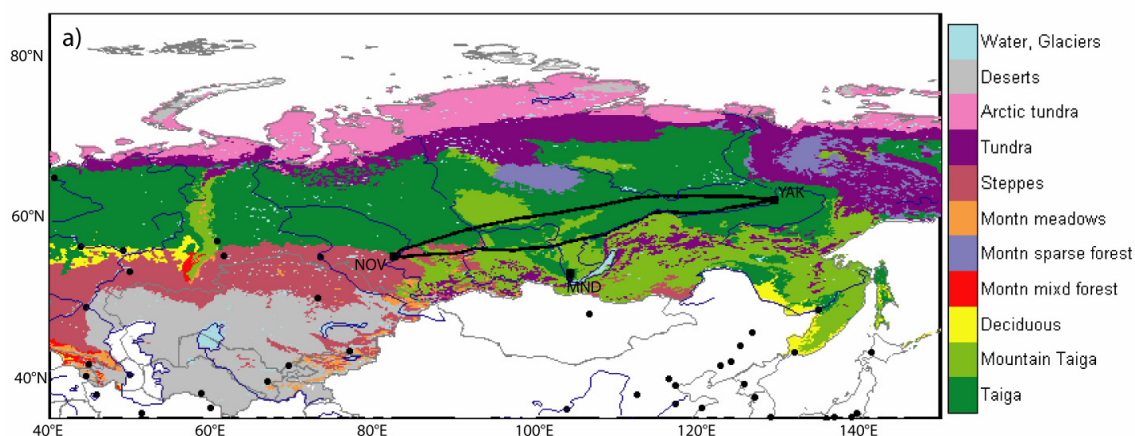 a)
80°N
60°N
40°N
40°E
60°E
80°E
100°E
120°E
140°E
NOV
MND
YAK
Water, Glaciers
Deserts
Arctic tundra
Tundra
Steppes
Montn meadows
Montn sparse forest
Montn mixd forest
Deciduous
Mountain Taiga
Taiga